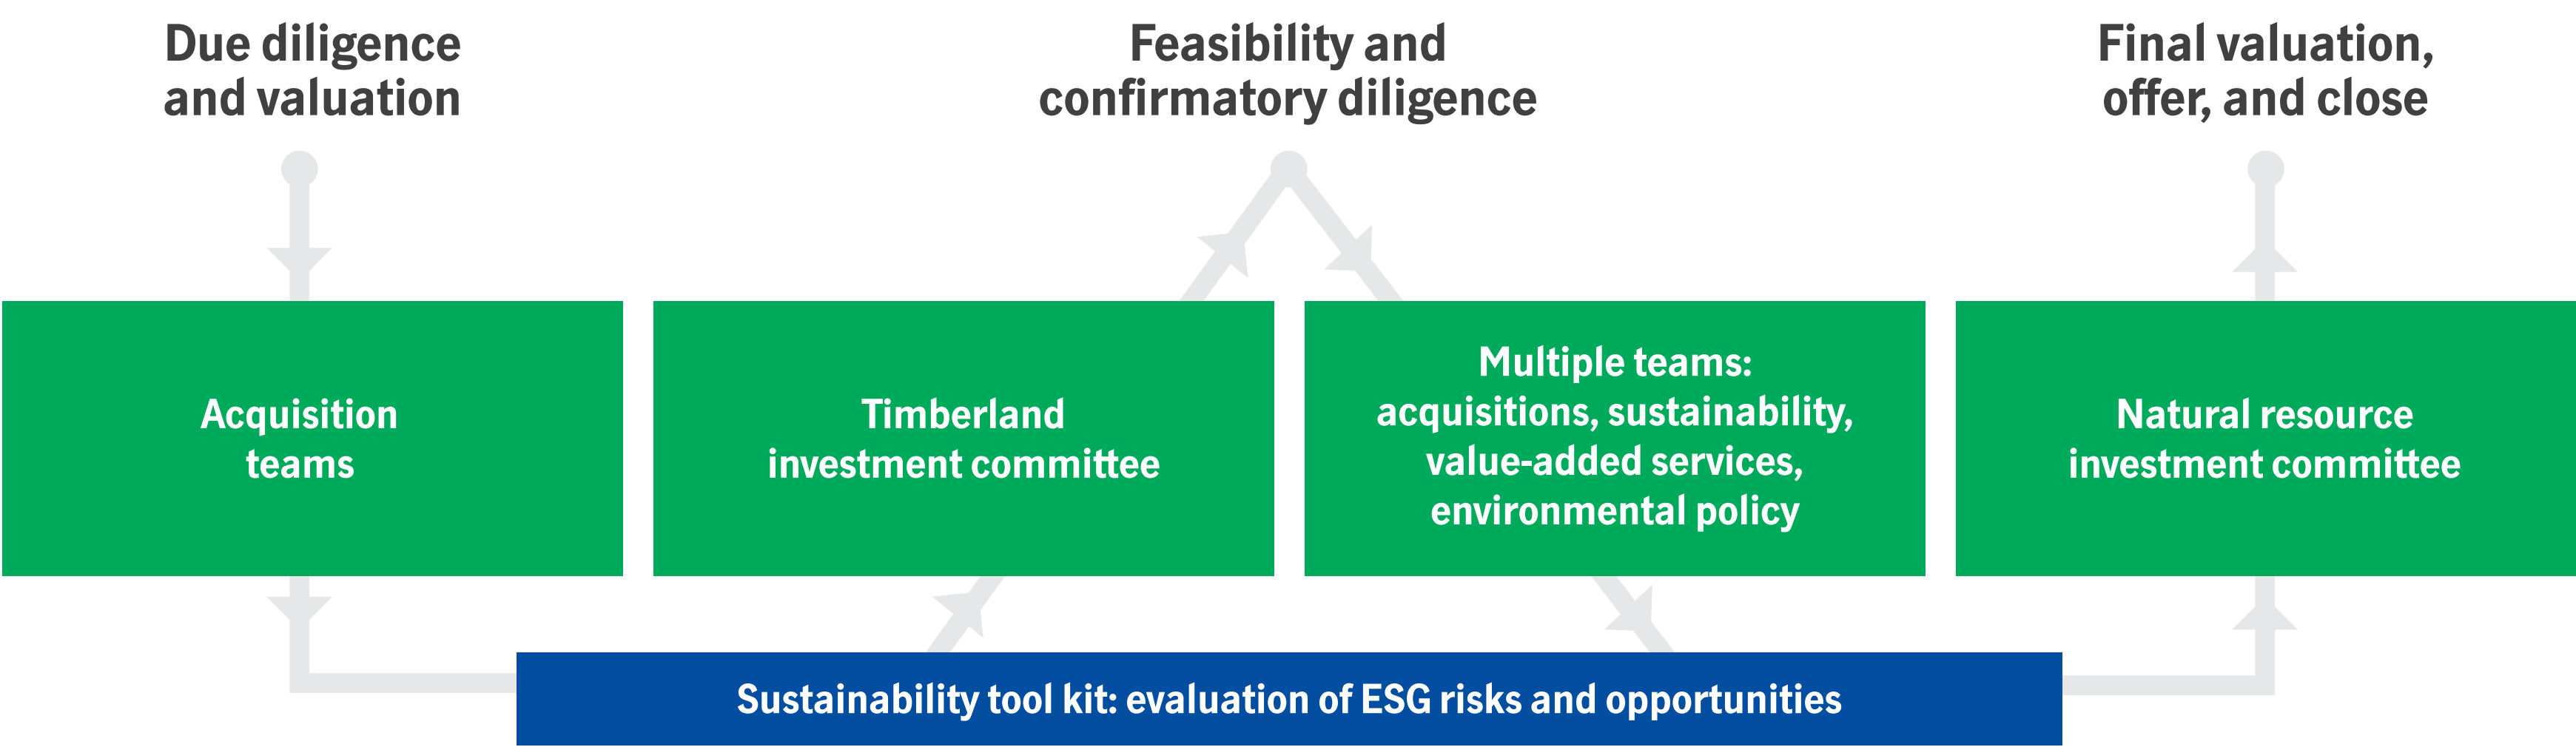 Due diligence
and valuation
Feasibility and
confirmatory diligence
Final valuation,
offer, and close
Acquisition
teams
Timberland
investment committee
Multiple teams:
acquisitions, sustainability,
value-added services,
environmental policy
Natural resource
investment committee
Sustainability tool kit: evaluation of ESG risks and opportunities